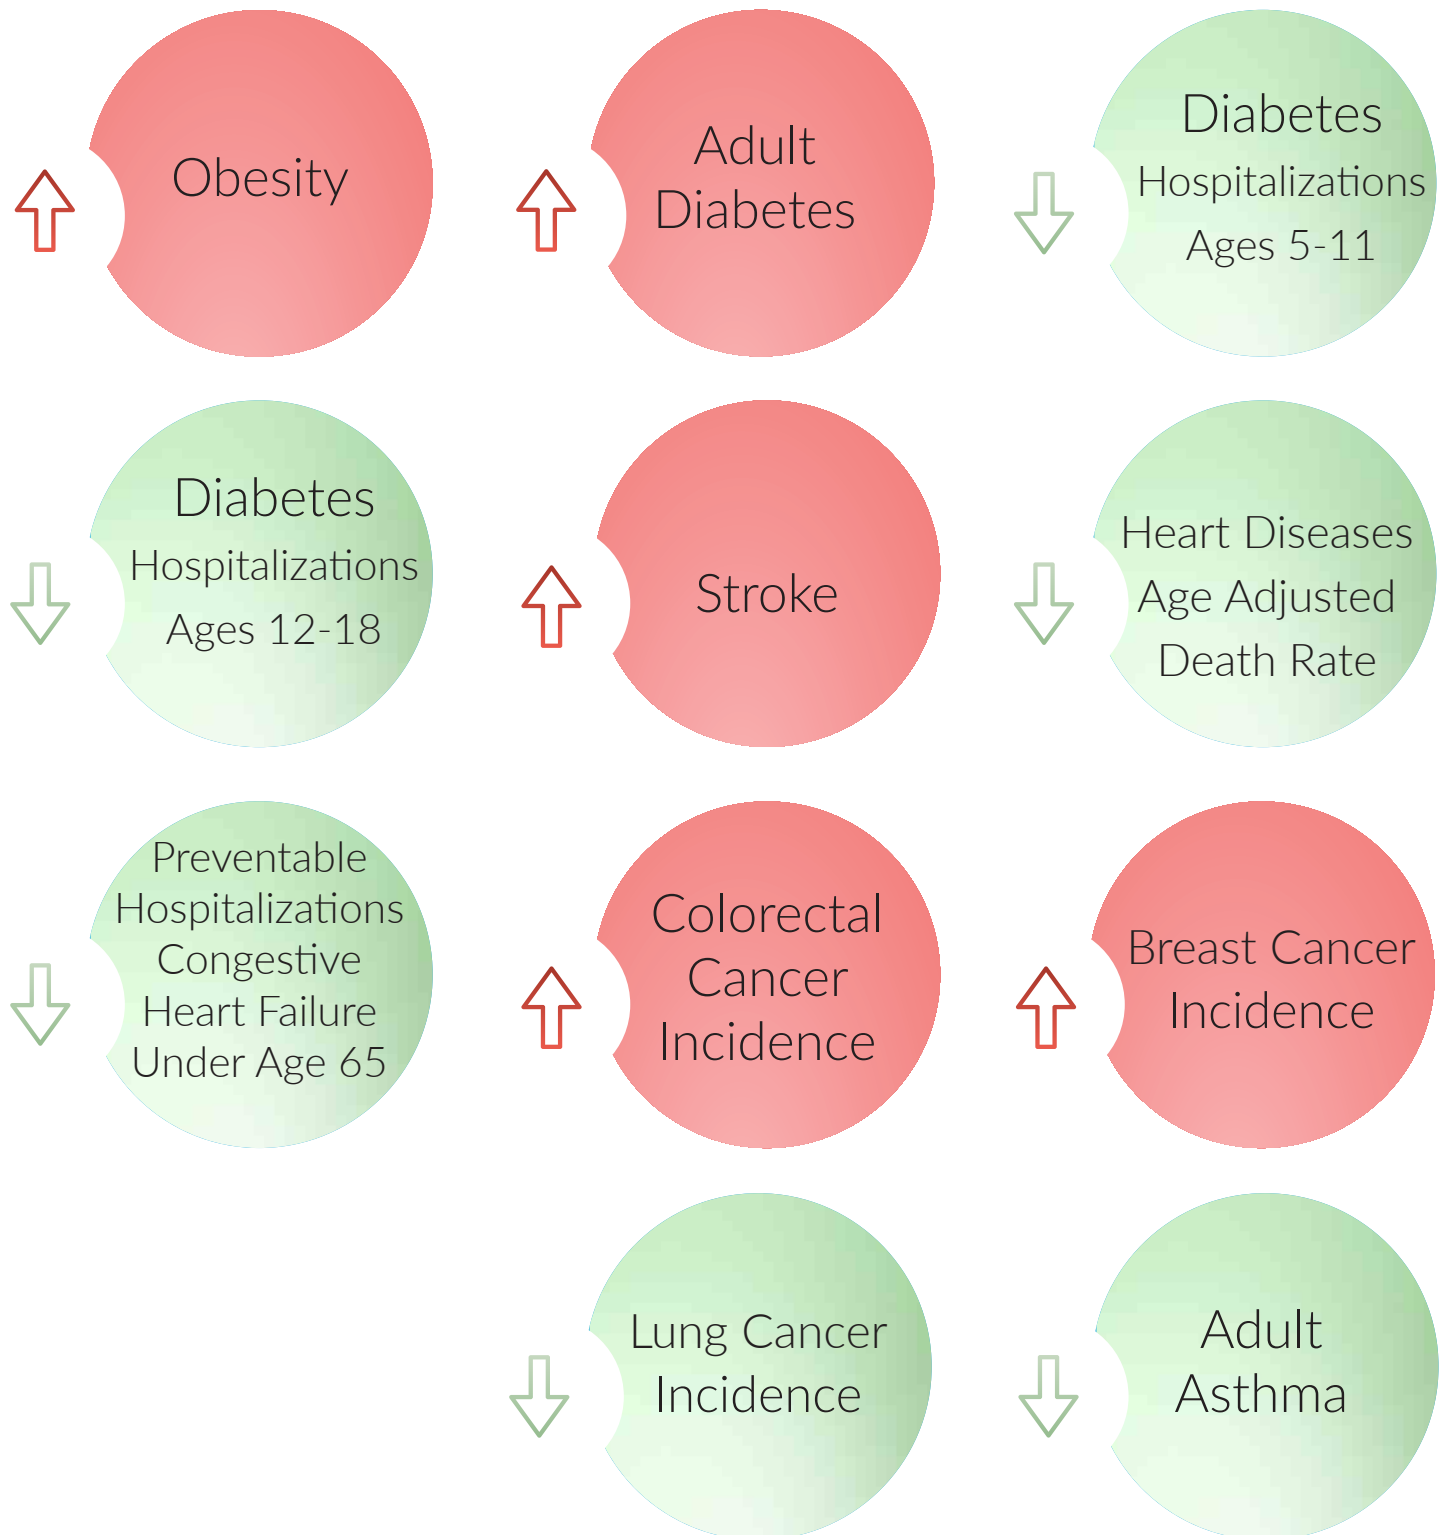 Obesity
Adult
Diabetes
Diabetes
Hospitalizations
Ages 5-11
Diabetes
Hospitalizations
Ages 12-18
Stroke
Heart Diseases
Age Adjusted
Death Rate
Preventable
Hospitalizations
Congestive
Heart Failure
Under Age 65
Colorectal
Cancer
Incidence
Breast Cancer
Incidence
Lung Cancer
Incidence
Adult
Asthma